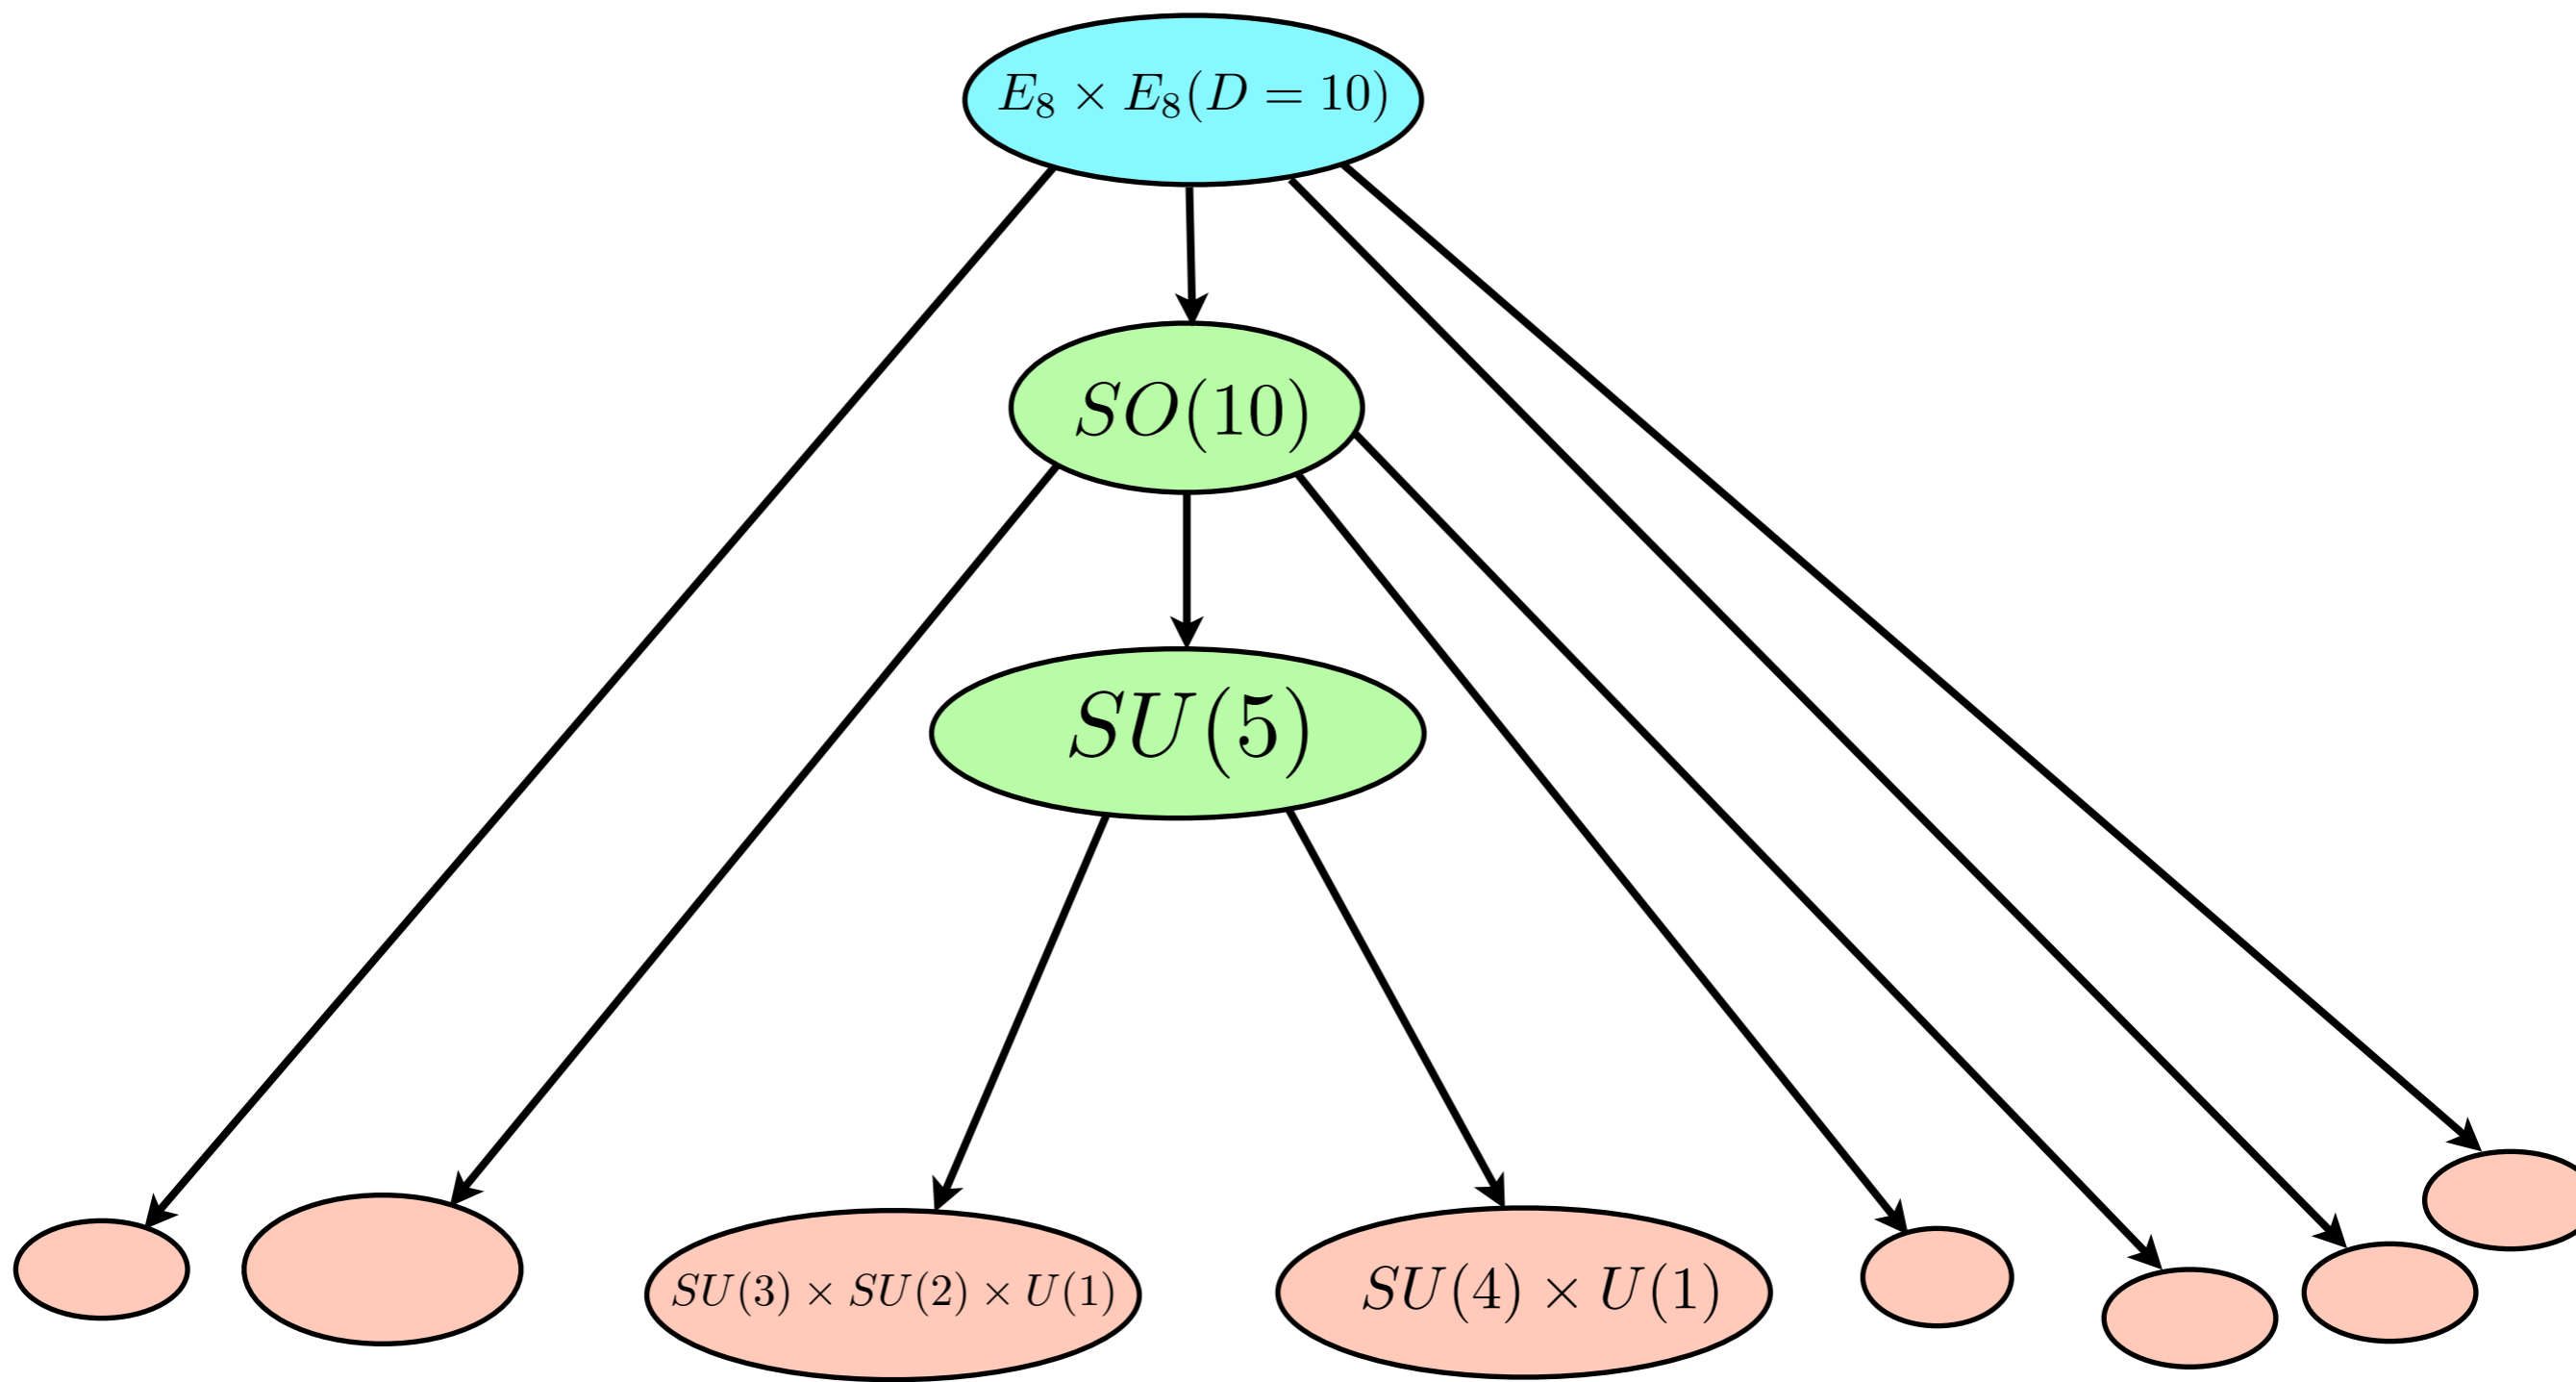 E₈ × E₈(D = 10)
SO(10)
SU(5)
SU(3) × SU(2) × U(1)
SU(4) × U(1)